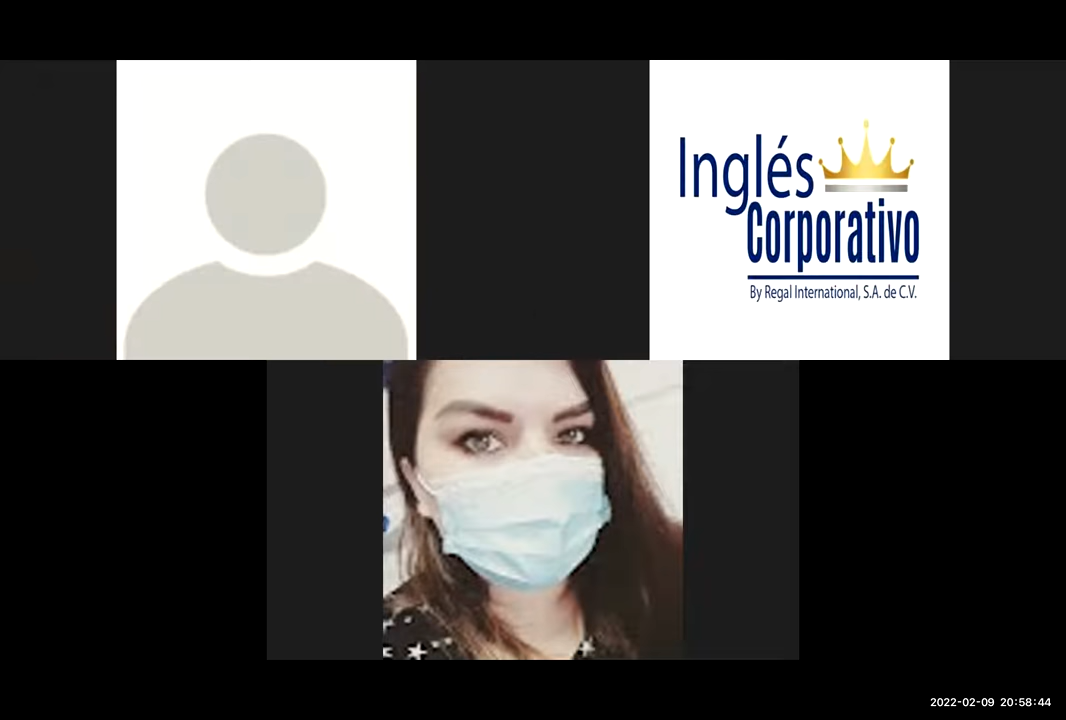 Inglés
Corporativo
By Regal International, S.A. de C.V.
2022-02-09 20:58:44